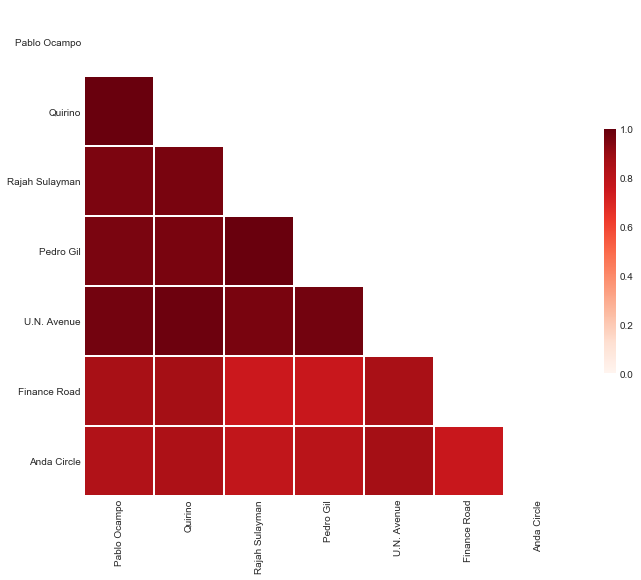 Pablo Ocampo
Quirino
Rajah Sulayman
Pedro Gil
U.N. Avenue
Finance Road
Anda Circle
Pablo Ocampo
Quirino
Rajah Sulayman
Pedro Gil
U.N. Avenue
Finance Road
Anda Circle
1.0
0.8
0.6
0.4
0.2
0.0